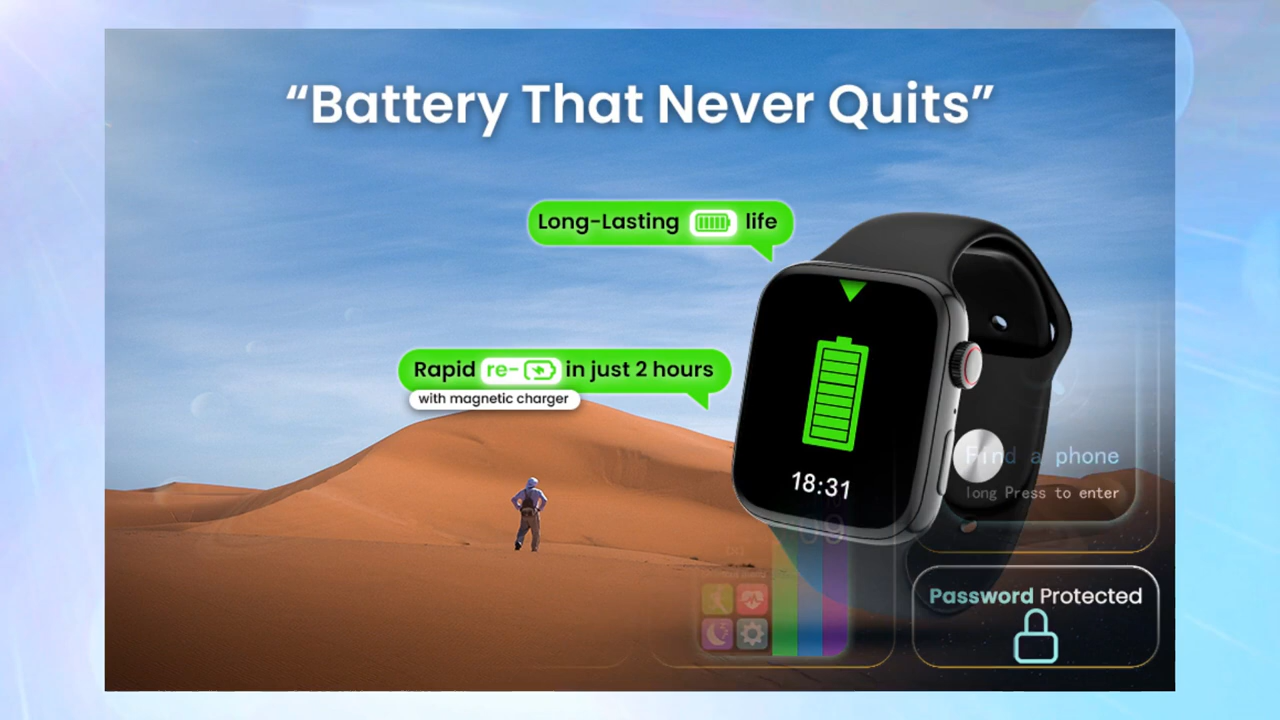 “Battery That Never Quits”
Long-Lasting life
Rapid re- in just 2 hours
with magnetic charger
18:31
Find a phone
long Press to enter
09
Password Protected